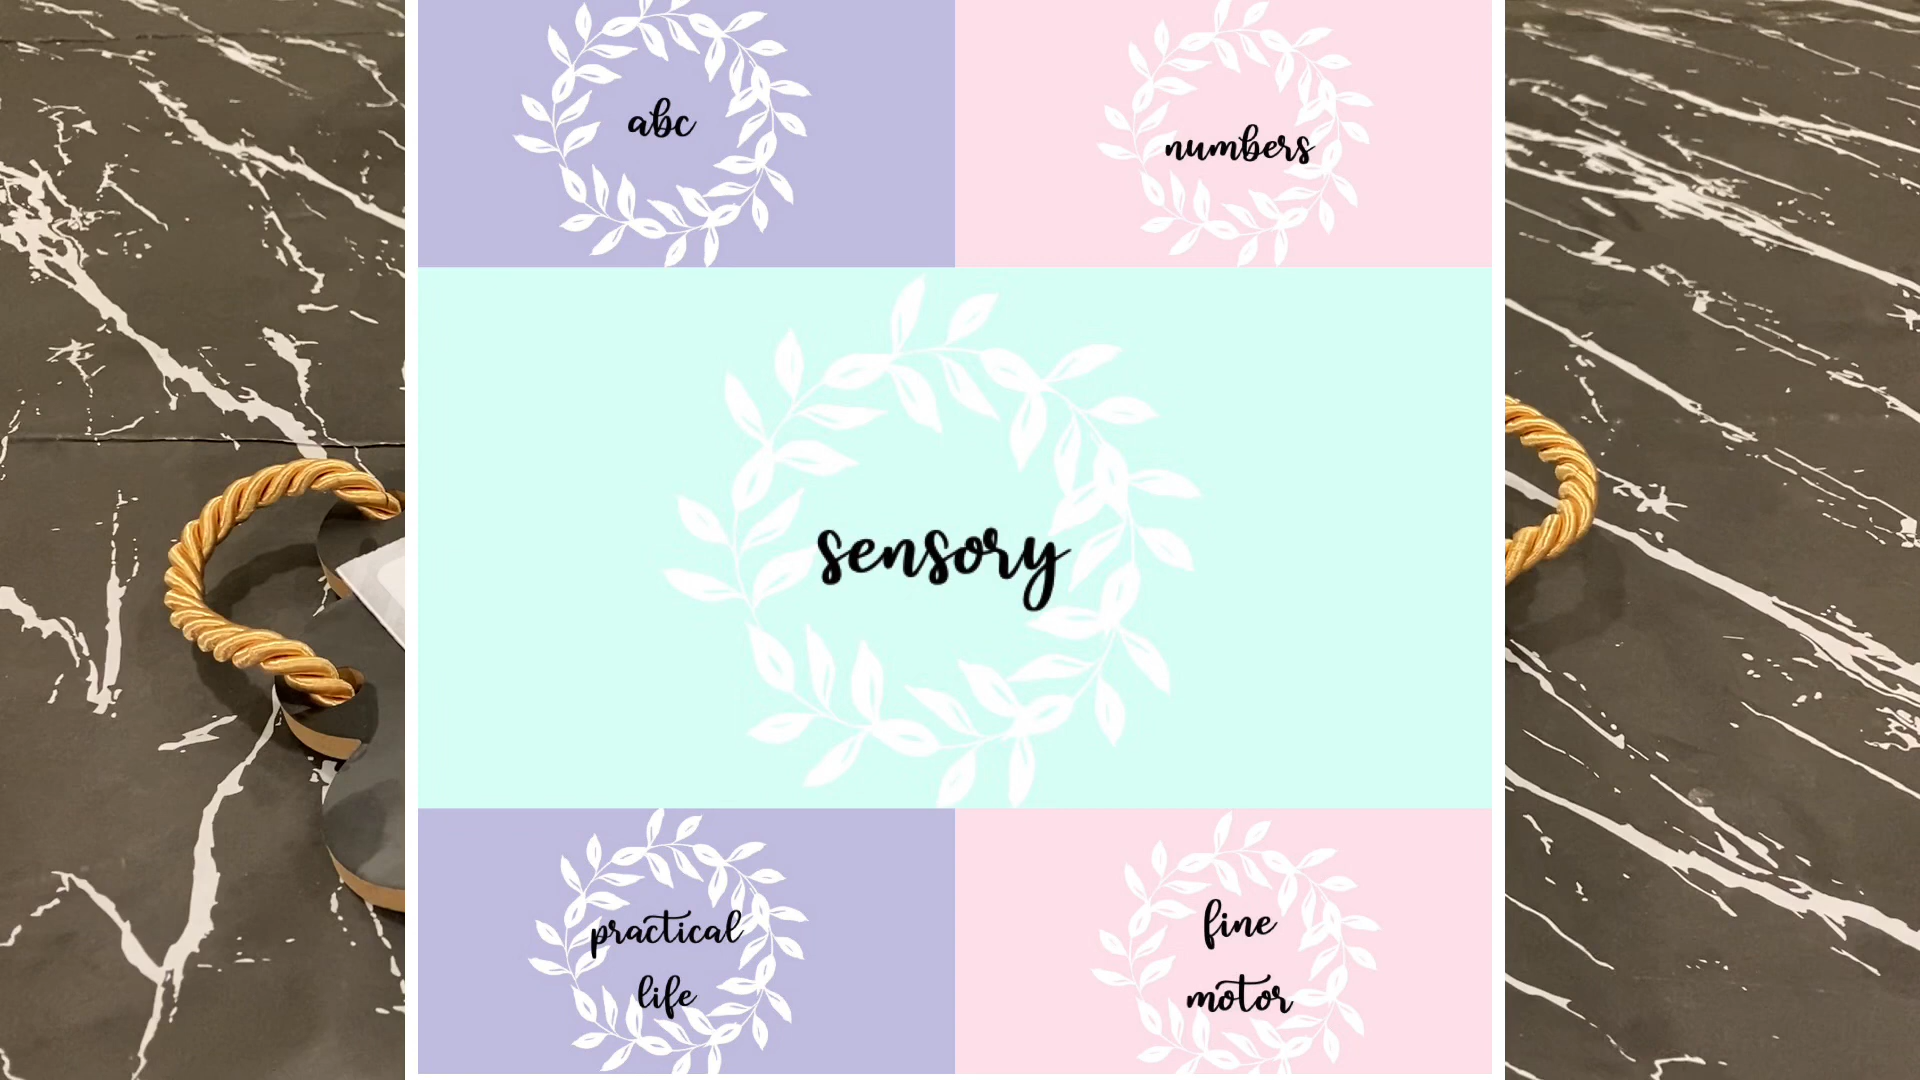 abc
numbers
sensory
practical
life
fine
motor